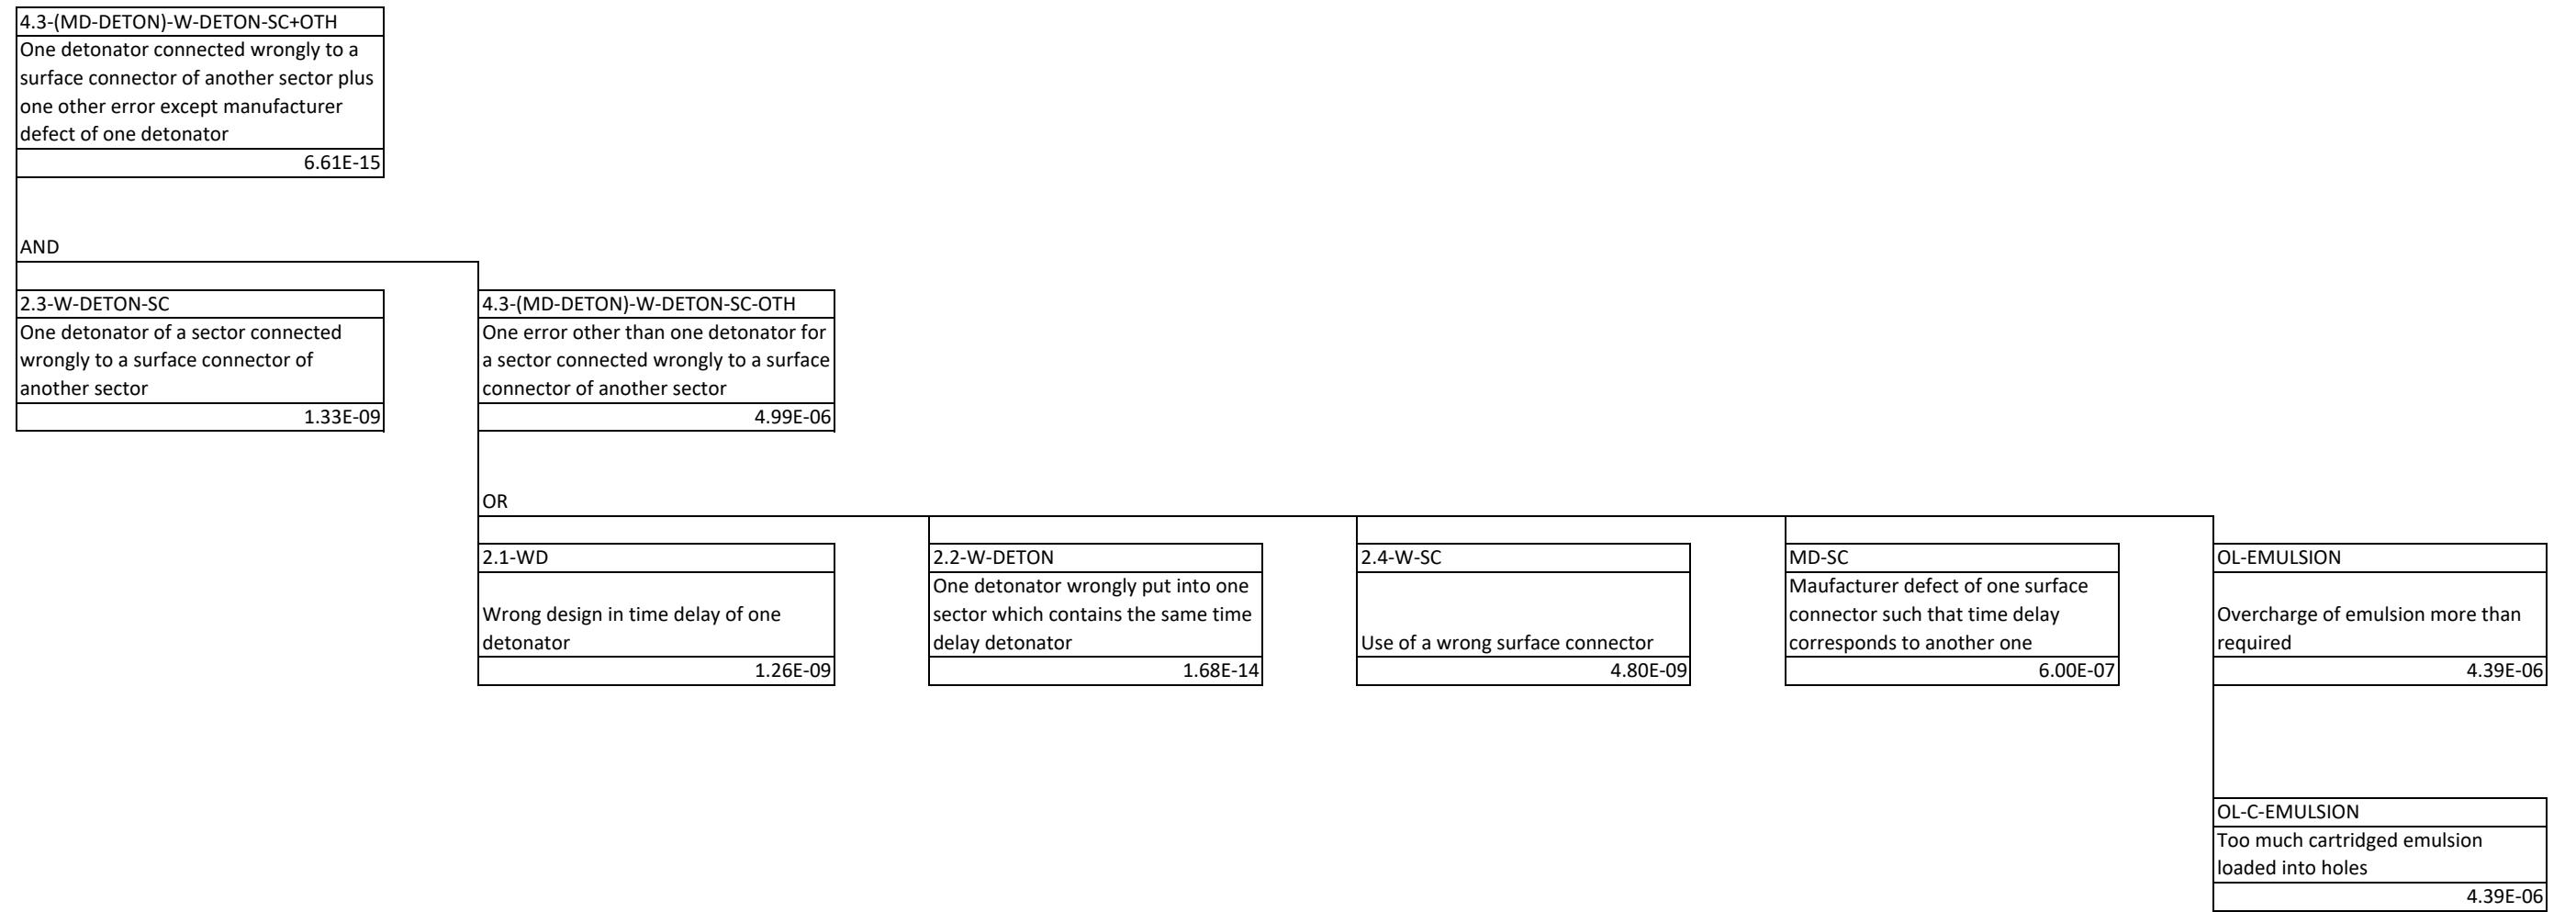 4.3-(MD-DETON)-W-DETON-SC+OTH
One detonator connected wrongly to a
surface connector of another sector plus
one other error except manufacturer
defect of one detonator
6.61E-15
AND
2.3-W-DETON-SC
One detonator of a sector connected
wrongly to a surface connector of
another sector
1.33E-09
4.3-(MD-DETON)-W-DETON-SC-OTH
One error other than one detonator for
a sector connected wrongly to a surface
connector of another sector
4.99E-06
OR
2.1-WD
Wrong design in time delay of one
detonator
1.26E-09
2.2-W-DETON
One detonator wrongly put into one
sector which contains the same time
delay detonator
1.68E-14
2.4-W-SC
Use of a wrong surface connector
4.80E-09
MD-SC
Maufacturer defect of one surface
connector such that time delay
corresponds to another one
6.00E-07
OL-EMULSION
Overcharge of emulsion more than
required
4.39E-06
OL-C-EMULSION
Too much cartridged emulsion
loaded into holes
4.39E-06